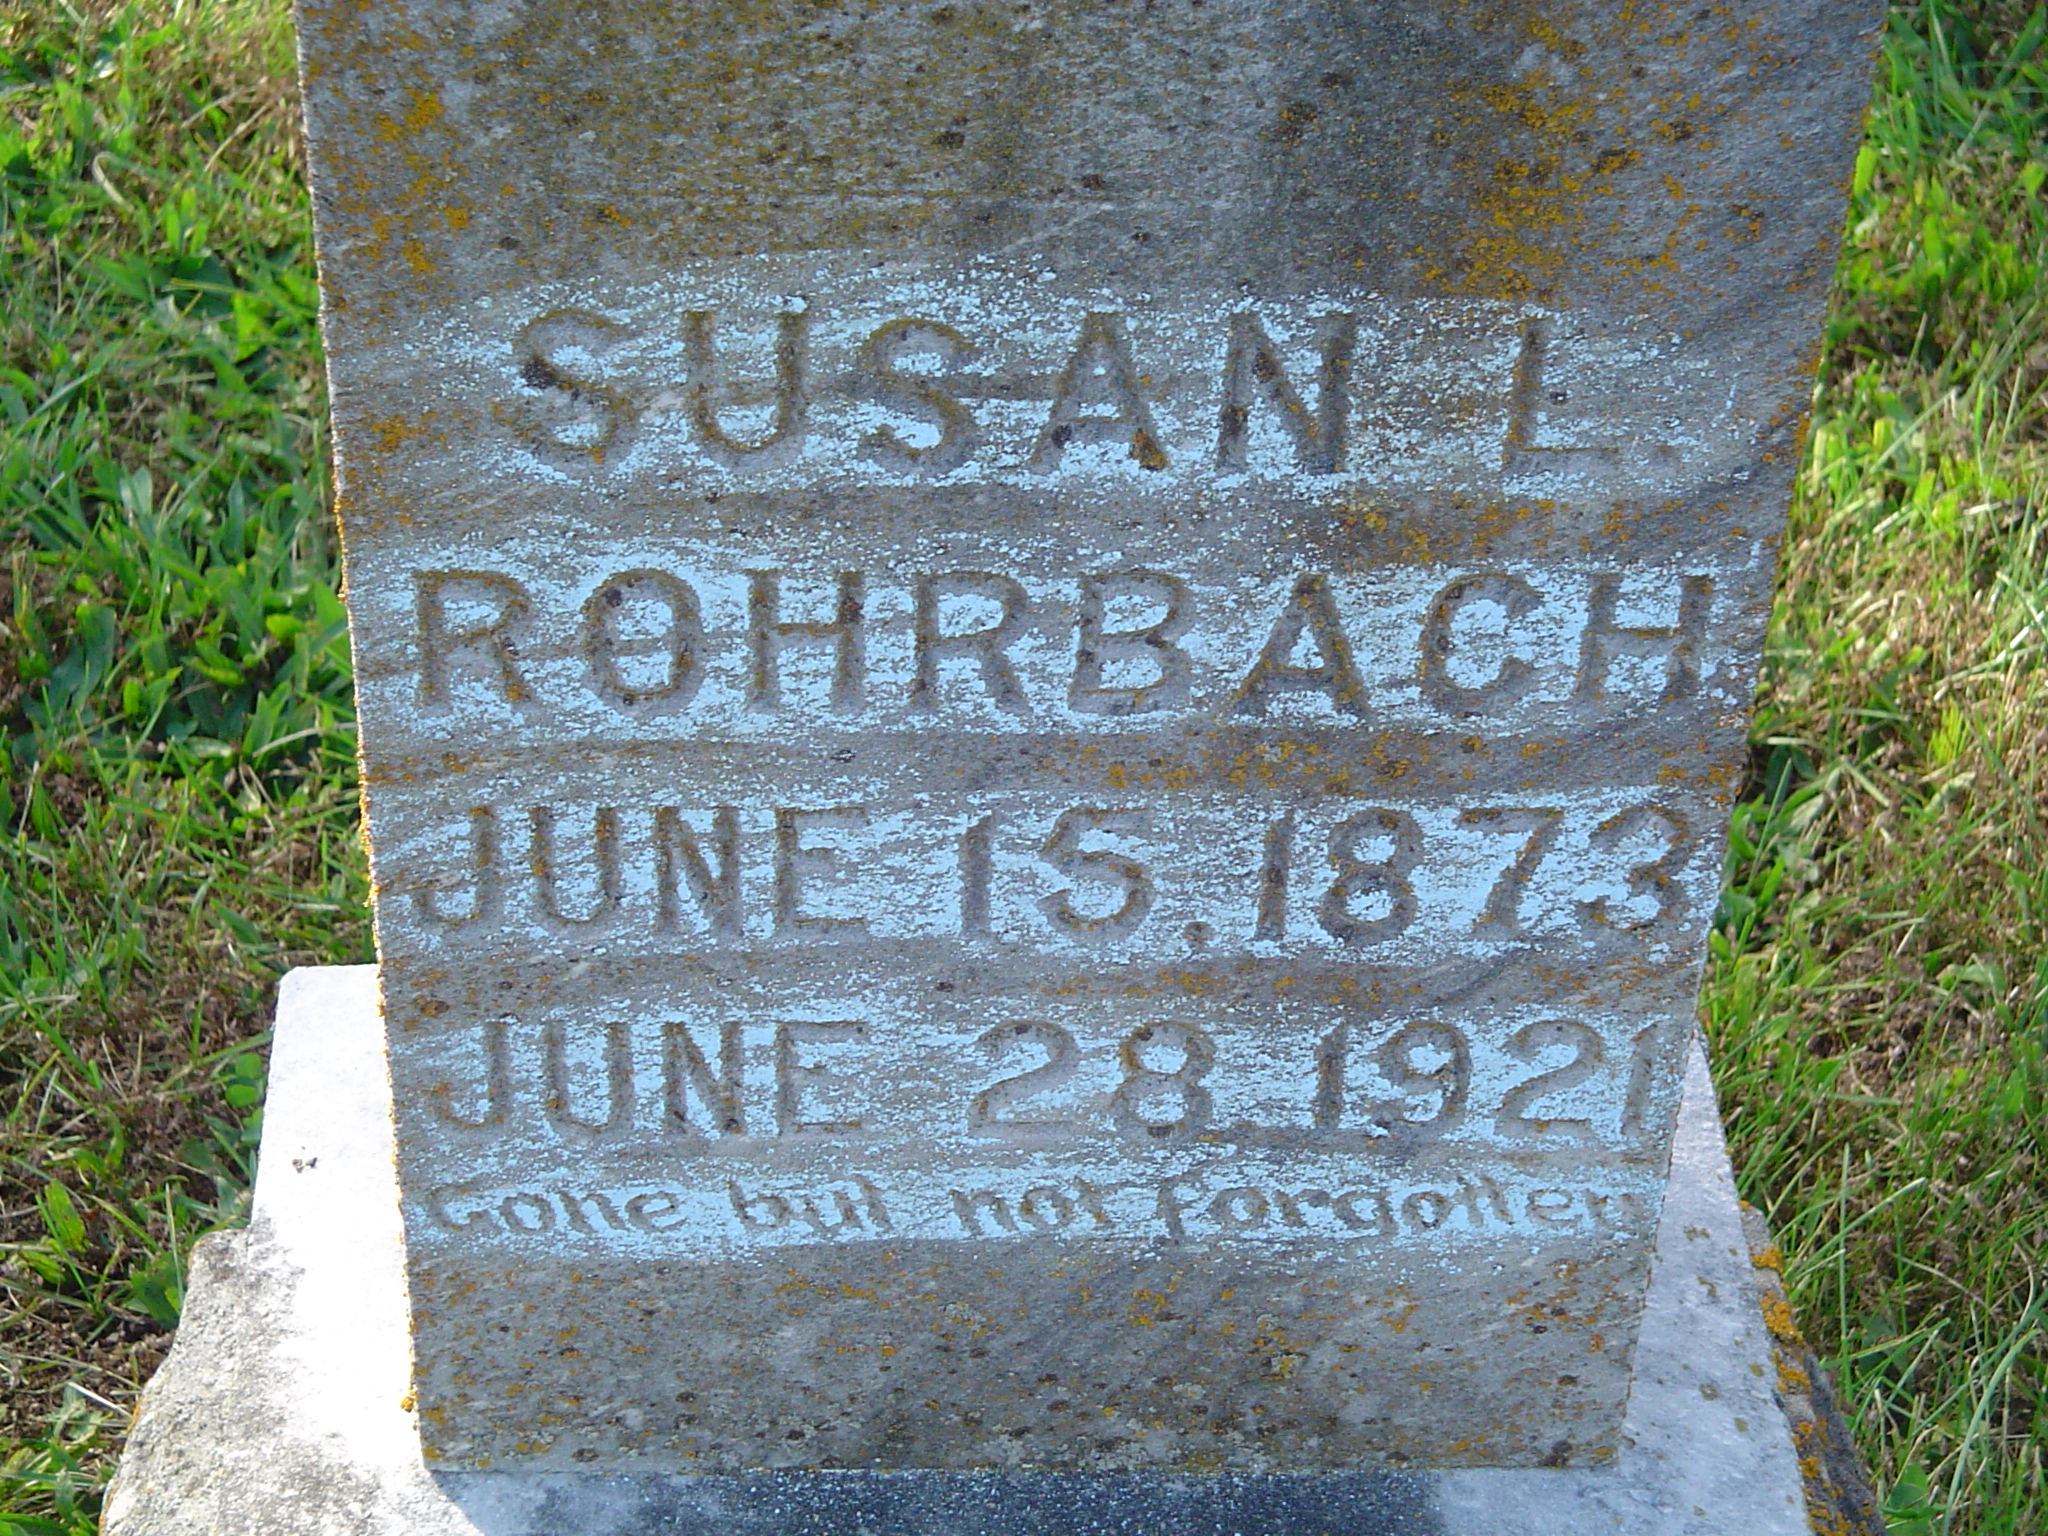 SUSAN L.
ROHRBACH
JUNE 15, 1873
JUNE 28, 1921
Gone but not forgotten